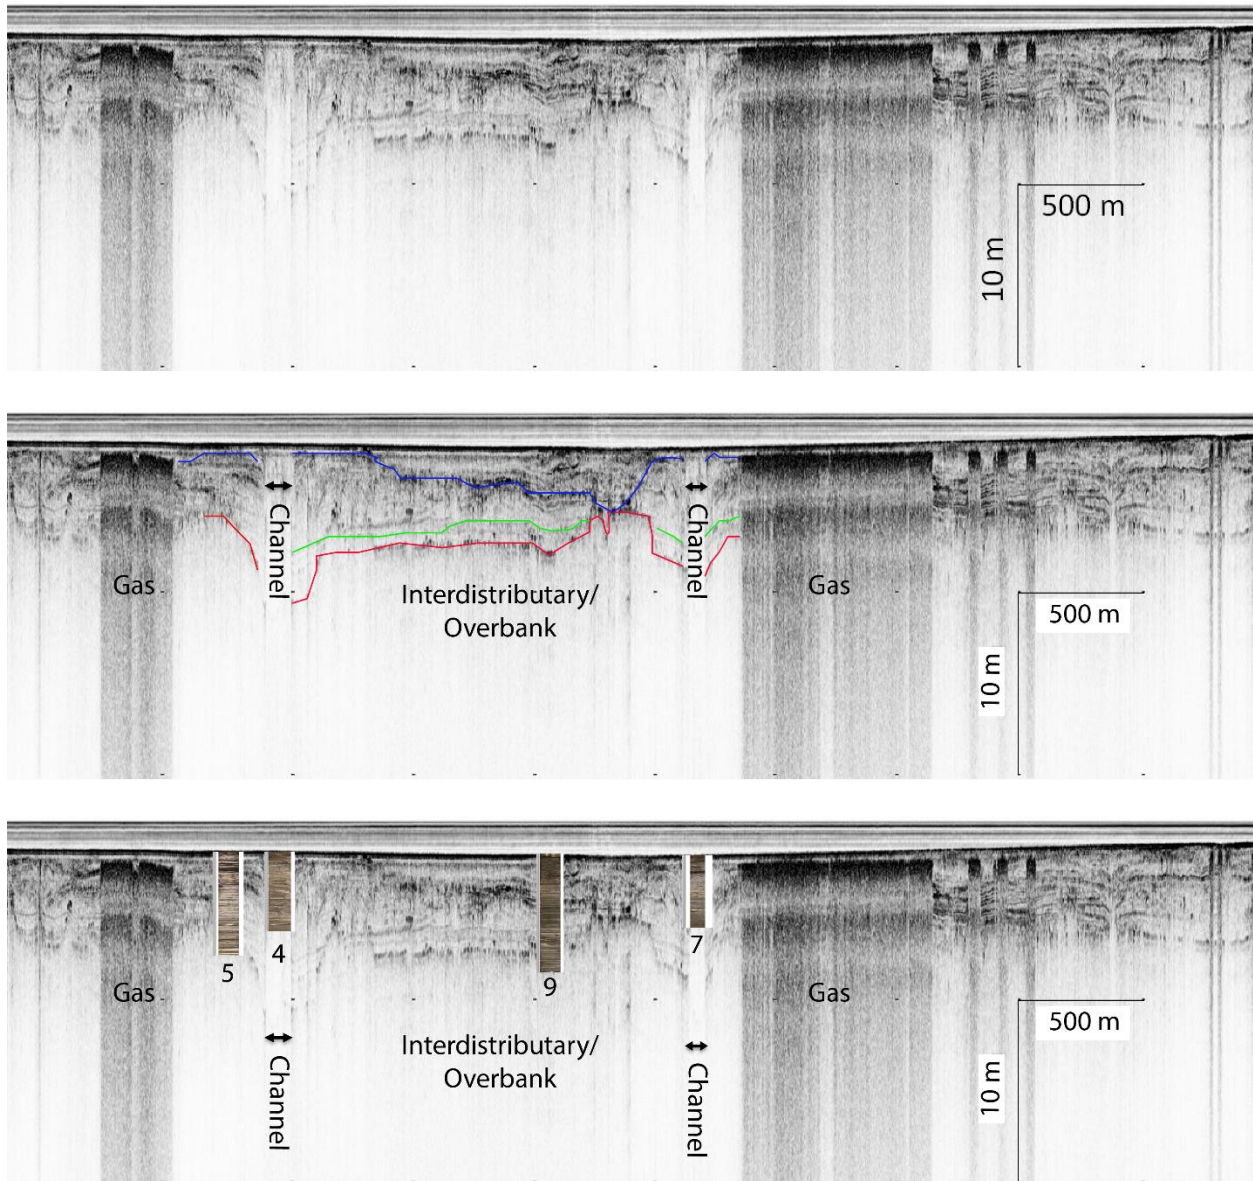 500 m
10 m
Channel
Channel
Gas
Interdistributary/
Overbank
Gas
500 m
10 m
5
4
9
7
Gas
Gas
Interdistributary/
Overbank
Channel
Channel
500 m
10 m